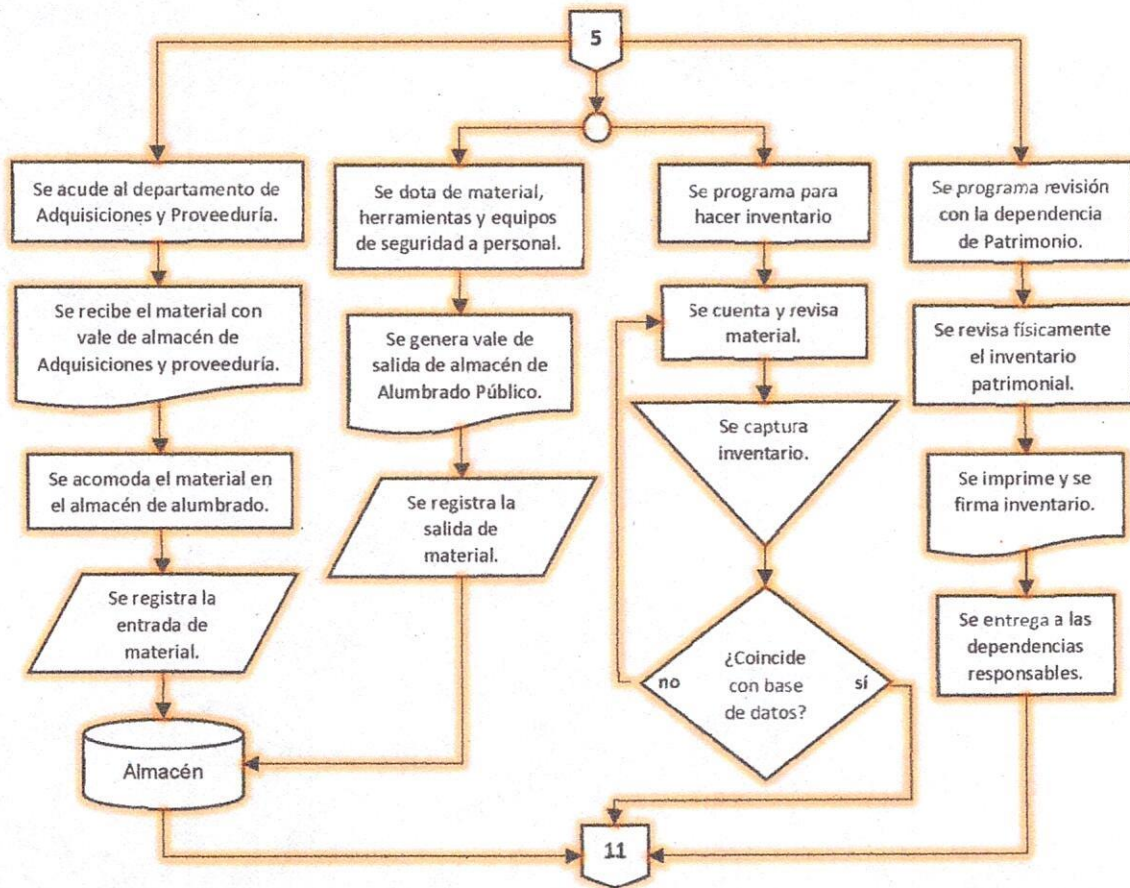 5
Se acude al departamento de
Adquisiciones y Proveeduría.
Se recibe el material con
vale de almacén de
Adquisiciones y proveeduría.
Se acomoda el material en
el almacén de alumbrado.
Se registra la
entrada de
material.
Almacén
Se dota de material,
herramientas y equipos
de seguridad a personal.
Se genera vale de
salida de almacén de
Alumbrado Público.
Se registra la
salida de
material.
Se programa para
hacer inventario
Se cuenta y revisa
material.
Se captura
inventario.
¿Coincide
con base
de datos?
no
sí
Se programa revisión
con la dependencia
de Patrimonio.
Se revisa físicamente
el inventario
patrimonial.
Se imprime y se
firma inventario.
Se entrega a las
dependencias
responsables.
11